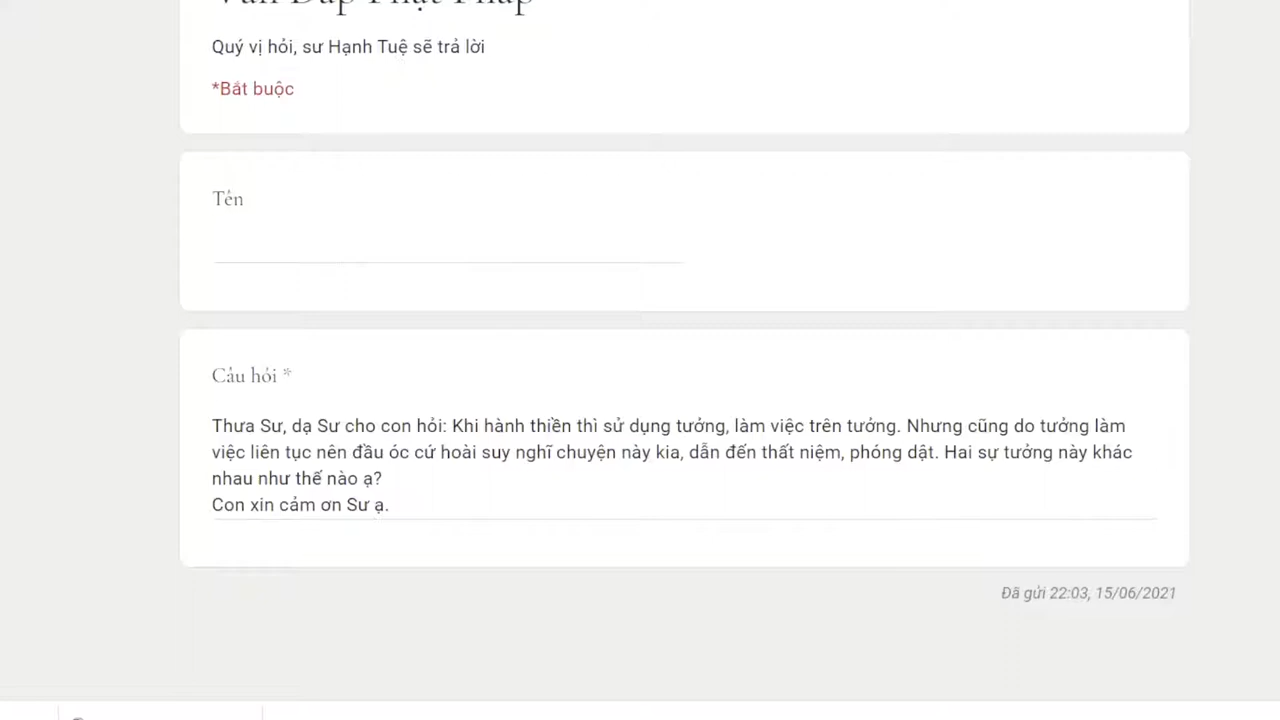 Vấn Đáp Phật Pháp
Quý vị hỏi, sư Hạnh Tuệ sẽ trả lời
*Bắt buộc
Tên
Câu hỏi *
Thưa Sư, dạ Sư cho con hỏi: Khi hành thiền thì sử dụng tưởng, làm việc trên tưởng. Nhưng cũng do tưởng làm
việc liên tục nên đầu óc cứ hoài suy nghĩ chuyện này kia, dẫn đến thất niệm, phóng dật. Hai sự tưởng này khác
nhau như thế nào ạ?
Con xin cảm ơn Sư ạ.
Đã gửi 22:03, 15/06/2021